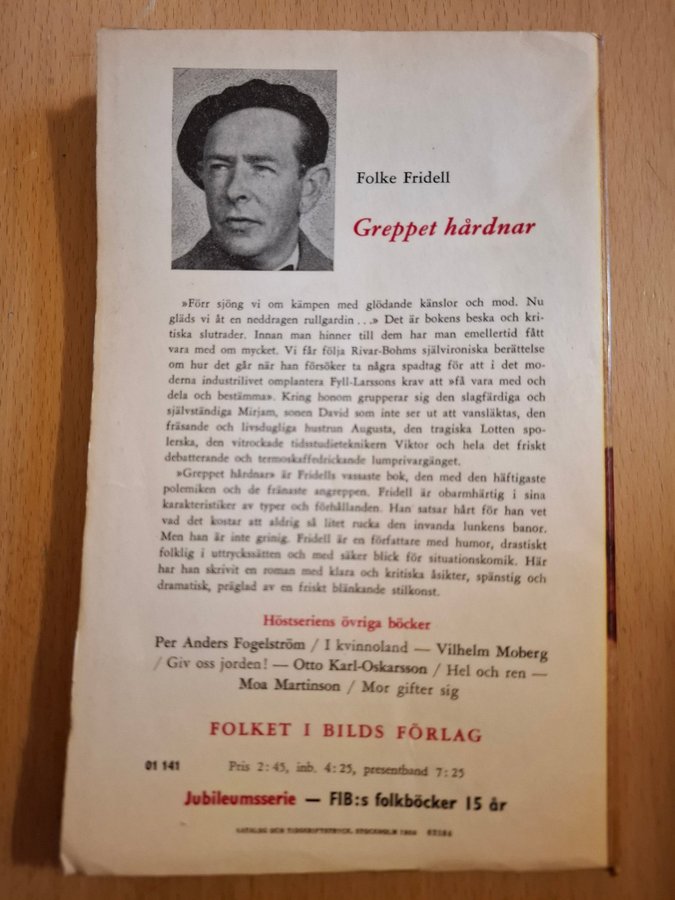 Folke Fridell
Greppet hårdnar
»Förr sjöng vi om kämpen med glödande känslor och mod. Nu
gläds vi åt en neddragen rullgardin . . .» Det är bokens beska och kri-
tiska slutrader. Innan man hinner till dem har man emellertid fått
vara med om mycket. Vi får följa Rivar-Bohms självironiska berättelse
om hur det går när han försöker ta några spadtag för att i det mo-
derna industrilivet omplantera Fyll-Larssons krav att »få vara med och
dela och bestämma». Kring honom grupperar sig den slagfärdiga och
självständiga Mirjam, sonen David som inte ser ut att vansläktas, den
fräsande och livsdugliga hustrun Augusta, den tragiska Lotten spo-
lerska, den vitrockade tidsstudieteknikern Viktor och hela det friskt
debatterande och termoskaffedrickande lumprivargänget.
»Greppet hårdnar» är Fridells vassaste bok, den med den häftigaste
polemiken och de fränaste angreppen. Fridell är obarmhärtig i sina
karakteristiker av typer och förhållanden. Han satsar hårt för han vet
vad det kostar att aldrig så litet rucka den invanda lunkens banor.
Men han är inte grinig. Fridell är en författare med humor, drastiskt
folklig i uttryckssätten och med säker blick för situationskomik. Här
har han skrivit en roman med klara och kritiska åsikter, spänstig och
dramatisk, präglad av en friskt blänkande stilkonst.
Höstseriens övriga böcker
Per Anders Fogelström / I kvinnoland — Vilhelm Moberg
/ Giv oss jorden! — Otto Karl-Oskarsson / Hel och ren —
Moa Martinson / Mor gifter sig
FOLKET I BILDS FÖRLAG
01 141 Pris 2:45, inb. 4:25, presentband 7:25
Jubileumsserie — FIB:s folkböcker 15 år
KATALOG OCH TIDSKRIFTSTRYCK, STOCKHOLM